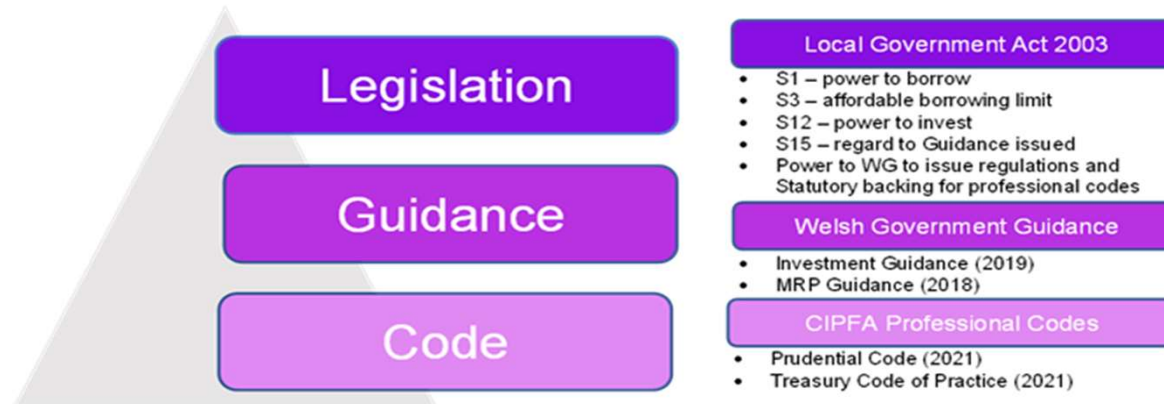 Legislation
Guidance
Code
Local Government Act 2003
• S1 – power to borrow
• S3 – affordable borrowing limit
• S12 – power to invest
• S15 – regard to Guidance issued
• Power to WG to issue regulations and
Statutory backing for professional codes
Welsh Government Guidance
• Investment Guidance (2019)
• MRP Guidance (2018)
CIPFA Professional Codes
• Prudential Code (2021)
• Treasury Code of Practice (2021)